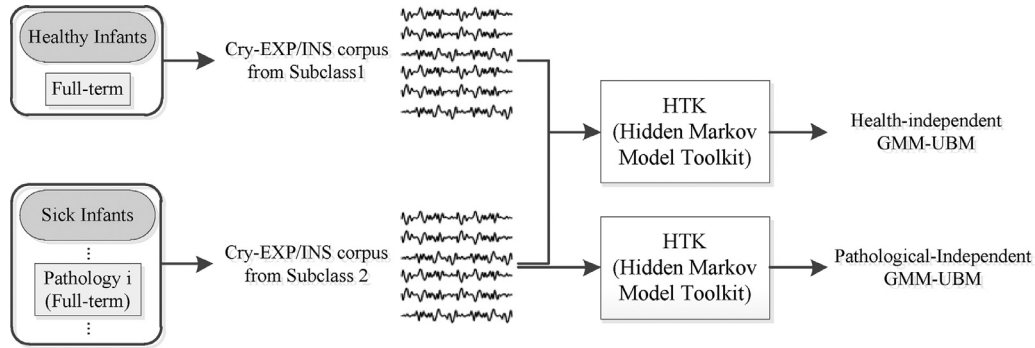 Healthy Infants
Full-term
Cry-EXP/INS corpus
from Subclass1
HTK
(Hidden Markov
Model Toolkit)
Health-independent
GMM-UBM
Sick Infants
⋮
Pathology i
(Full-term)
⋮
Cry-EXP/INS corpus
from Subclass 2
HTK
(Hidden Markov
Model Toolkit)
Pathological-Independent
GMM-UBM